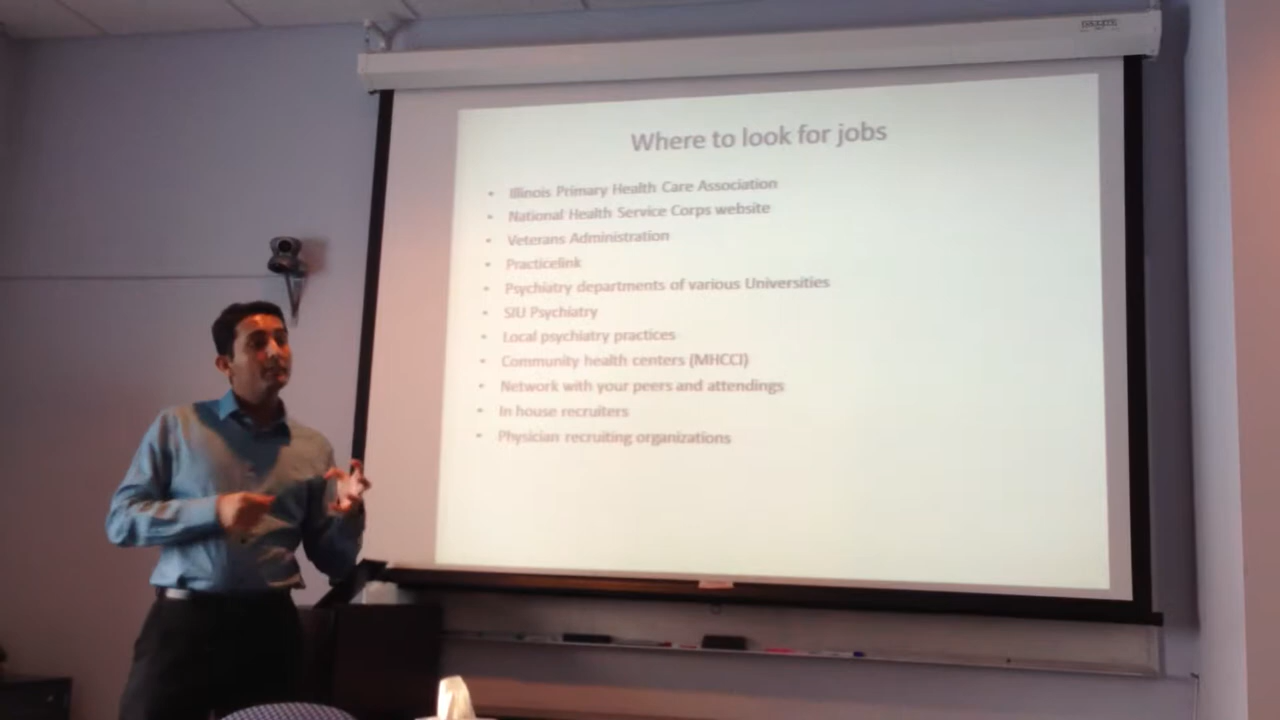 Where to look for jobs
• Illinois Primary Health Care Association
• National Health Service Corps website
• Veterans Administration
• Practicelink
• Psychiatry departments of various Universities
• SIU Psychiatry
• Local psychiatry practices
• Community health centers (MHCCI)
• Network with your peers and attendings
• In house recruiters
• Physician recruiting organizations